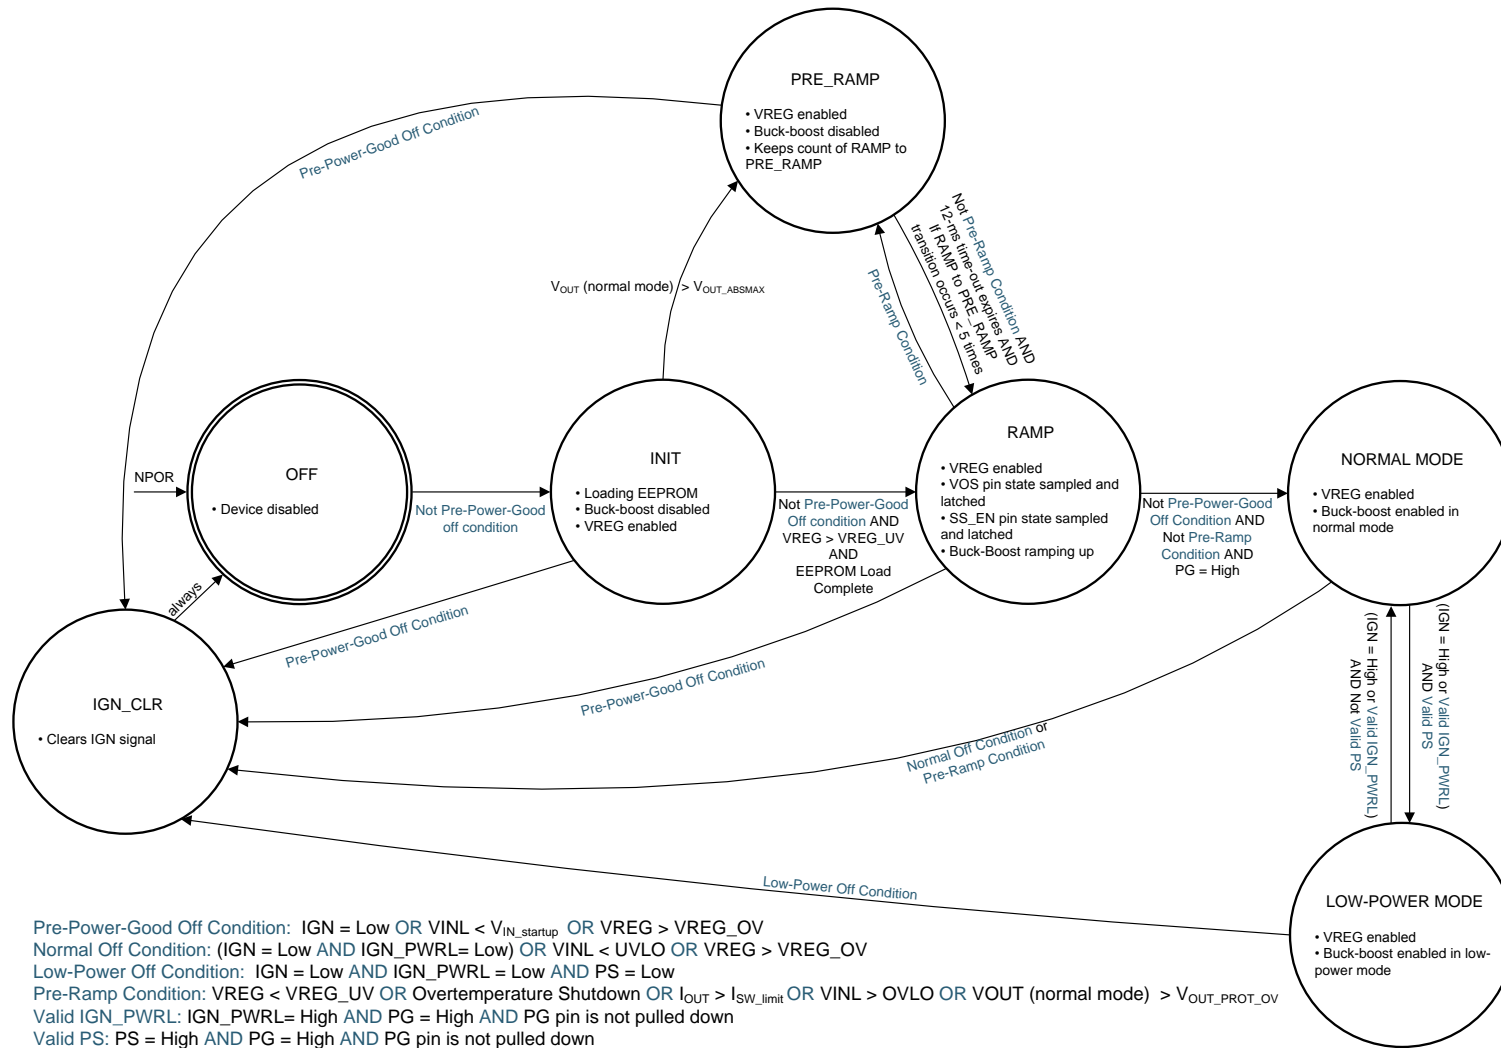 PRE_RAMP
• VREG enabled
• Buck-boost disabled
• Keeps count of RAMP to
PRE_RAMP
Pre-Power-Good Off Condition
Not Pre-Ramp Condition AND
12-ms time-out expires AND
If RAMP to PRE_RAMP
transition occurs < 5 times
Pre-Ramp Condition
VOUT (normal mode) > VOUT_ABSMAX
NPOR
OFF
• Device disabled
Not Pre-Power-Good
off condition
INIT
• Loading EEPROM
• Buck-boost disabled
• VREG enabled
Not Pre-Power-Good
Off condition AND
VREG > VREG_UV
AND
EEPROM Load
Complete
RAMP
• VREG enabled
• VOS pin state sampled and
latched
• SS_EN pin state sampled
and latched
• Buck-Boost ramping up
Not Pre-Power-Good
Off Condition AND
Not Pre-Ramp
Condition AND
PG = High
NORMAL MODE
• VREG enabled
• Buck-boost enabled in
normal mode
always
Pre-Power-Good Off Condition
Pre-Power-Good Off Condition
Normal Off Condition or
Pre-Ramp Condition
(IGN = High or Valid IGN_PWRL)
AND Not Valid PS
(IGN = High or Valid IGN_PWRL)
AND Valid PS
IGN_CLR
• Clears IGN signal
Low-Power Off Condition
LOW-POWER MODE
• VREG enabled
• Buck-boost enabled in low-
power mode
Pre-Power-Good Off Condition: IGN = Low OR VINL < VIN_startup OR VREG > VREG_OV
Normal Off Condition: (IGN = Low AND IGN_PWRL= Low) OR VINL < UVLO OR VREG > VREG_OV
Low-Power Off Condition: IGN = Low AND IGN_PWRL = Low AND PS = Low
Pre-Ramp Condition: VREG < VREG_UV OR Overtemperature Shutdown OR IOUT > ISW_limit OR VINL > OVLO OR VOUT (normal mode) > VOUT_PROT_OV
Valid IGN_PWRL: IGN_PWRL= High AND PG = High AND PG pin is not pulled down
Valid PS: PS = High AND PG = High AND PG pin is not pulled down